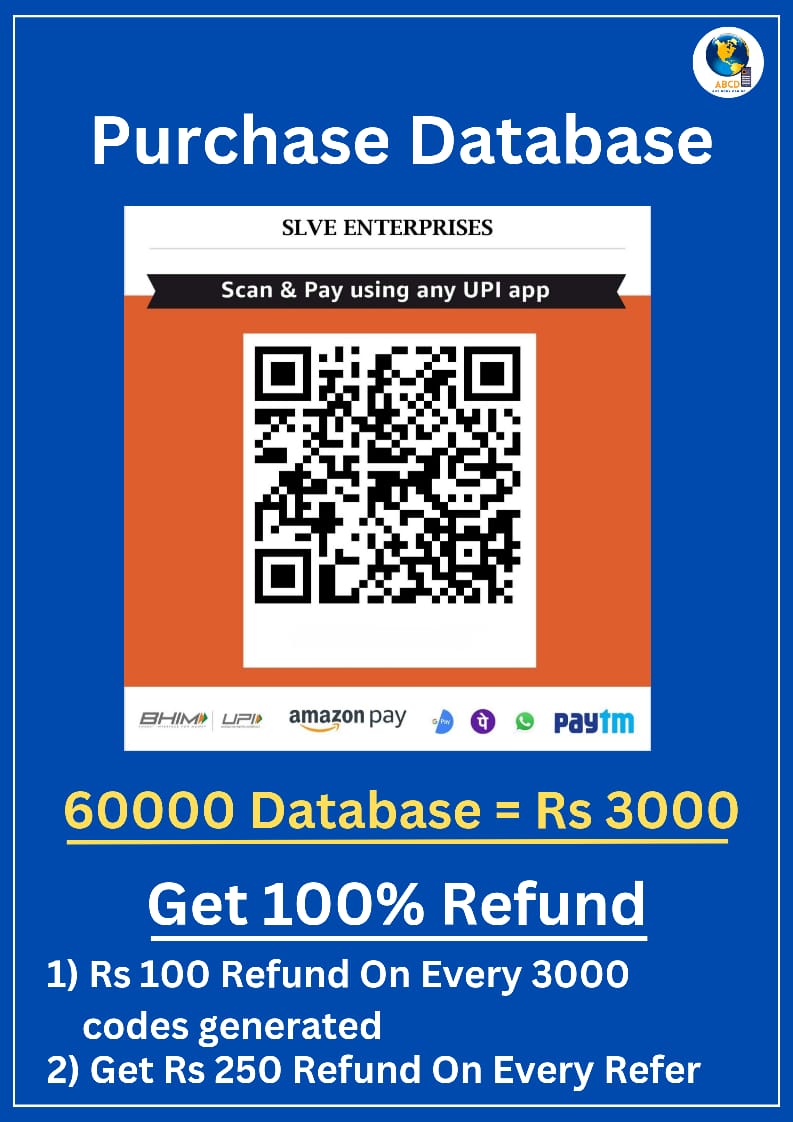 ABCD
Purchase Database
SLVE ENTERPRISES
Scan & Pay using any UPI app
BHIM UPI amazon pay G Pay पे paytm
60000 Database = Rs 3000
Get 100% Refund
1) Rs 100 Refund On Every 3000
codes generated
2) Get Rs 250 Refund On Every Refer